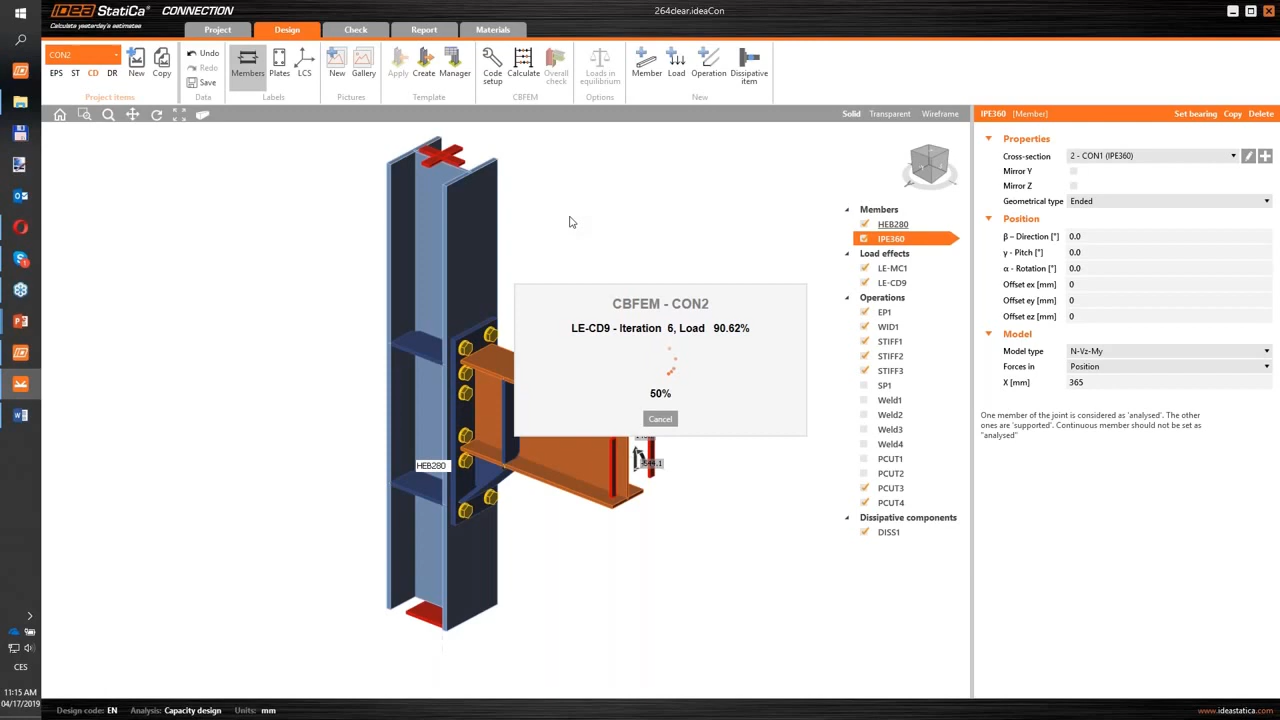 IDEA StatiCa CONNECTION
Calculate yesterday's estimates
264clear.ideaCon
Project
Design
Check
Report
Materials
CON2
EPS ST CD DR
New
Copy
Undo
Redo
Save
Members
Plates
LCS
New
Gallery
Apply
Create
Manager
Code setup
Calculate
Overall check
Loads in equilibrium
Member
Load
Operation
Dissipative item
Project items
Data
Labels
Pictures
Template
CBFEM
Options
New
Solid
Transparent
Wireframe
IPE360 [Member]
Set bearing
Copy
Delete
Properties
Cross-section 2 - CON1 (IPE360)
Mirror Y
Mirror Z
Geometrical type Ended
Position
β – Direction [°] 0.0
γ - Pitch [°] 0.0
α - Rotation [°] 0.0
Offset ex [mm] 0
Offset ey [mm] 0
Offset ez [mm] 0
Model
Model type N-Vz-My
Forces in Position
X [mm] 365
One member of the joint is considered as 'analysed'. The other
ones are 'supported'. Continuous member should not be set as
"analysed"
Members
HEB280
IPE360
Load effects
LE-MC1
LE-CD9
Operations
EP1
WID1
STIFF1
STIFF2
STIFF3
SP1
Weld1
Weld2
Weld3
Weld4
PCUT1
PCUT2
PCUT3
PCUT4
Dissipative components
DISS1
CBFEM - CON2
LE-CD9 - Iteration 6, Load 90.62%
50%
Cancel
HEB280
CES
11:15 AM
04/17/2019
Design code: EN Analysis: Capacity design Units: mm
www.ideastatica.com